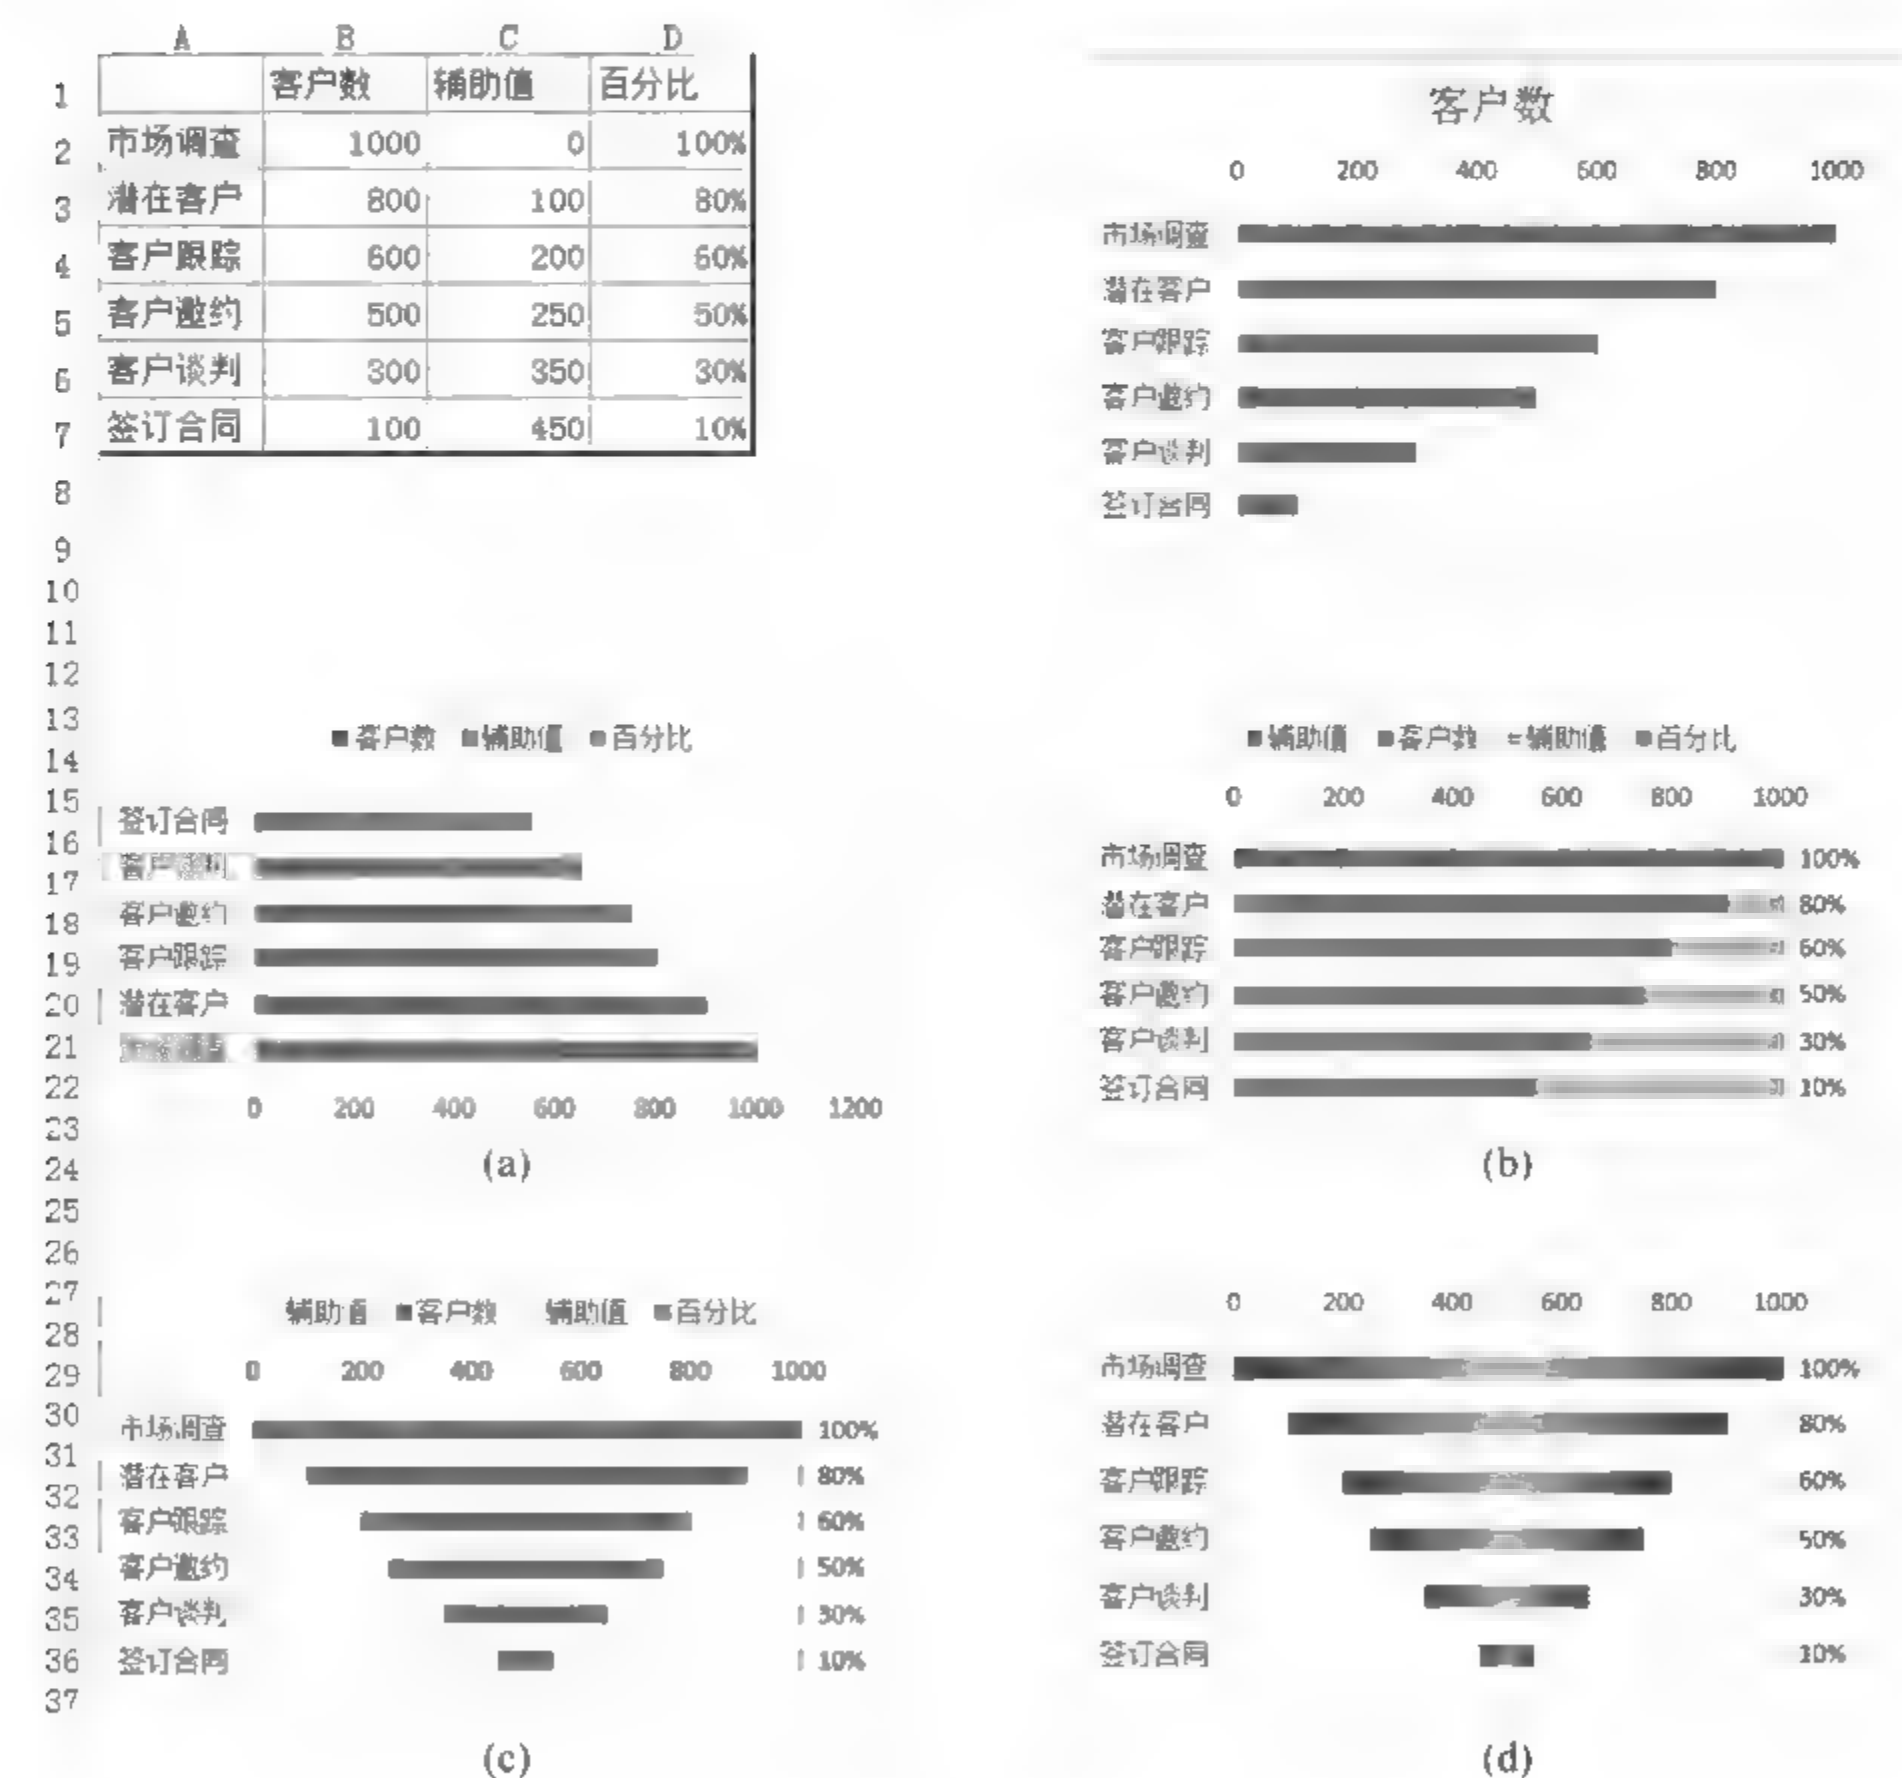 A B C D
1 客户数 辅助值 百分比
2 市场调查 1000 0 100%
3 潜在客户 800 100 80%
4 客户跟踪 600 200 60%
5 客户邀约 500 250 50%
6 客户谈判 300 350 30%
7 签订合同 100 450 10%
8
9
10
11
12
13
14
15
16
17
18
19
20
21
22
23
24
25
26
27
28
29
30
31
32
33
34
35
36
37
客户数
0 200 400 600 800 1000
市场调查
潜在客户
客户跟踪
客户邀约
客户谈判
签订合同
客户数 辅助值 百分比
签订合同
客户谈判
客户邀约
客户跟踪
潜在客户
0 200 400 600 800 1000 1200
(a)
辅助值 客户数 辅助值 百分比
0 200 400 600 800 1000
市场调查 100%
潜在客户 80%
客户跟踪 60%
客户邀约 50%
客户谈判 30%
签订合同 10%
(b)
辅助值 客户数 辅助值 百分比
0 200 400 600 800 1000
市场调查 100%
潜在客户 80%
客户跟踪 60%
客户邀约 50%
客户谈判 30%
签订合同 10%
(c)
0 200 400 600 800 1000
市场调查 100%
潜在客户 80%
客户跟踪 60%
客户邀约 50%
客户谈判 30%
签订合同 10%
(d)